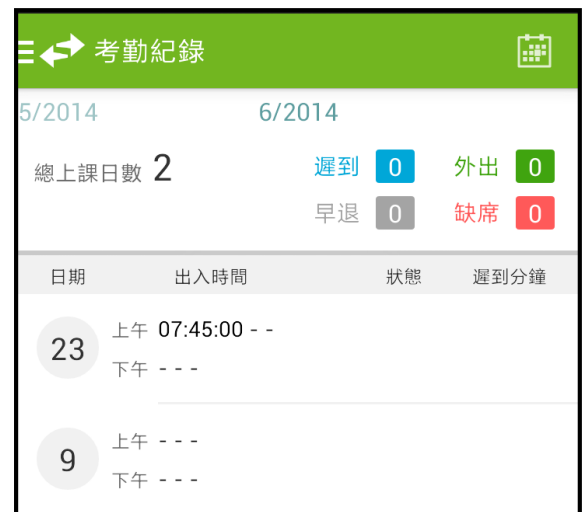 考勤紀錄
5/2014 6/2014
總上課日數 2 遲到 0 外出 0
早退 0 缺席 0
日期 出入時間 狀態 遲到分鐘
23 上午 07:45:00 - -
下午 - - -
9 上午 - - -
下午 - - -